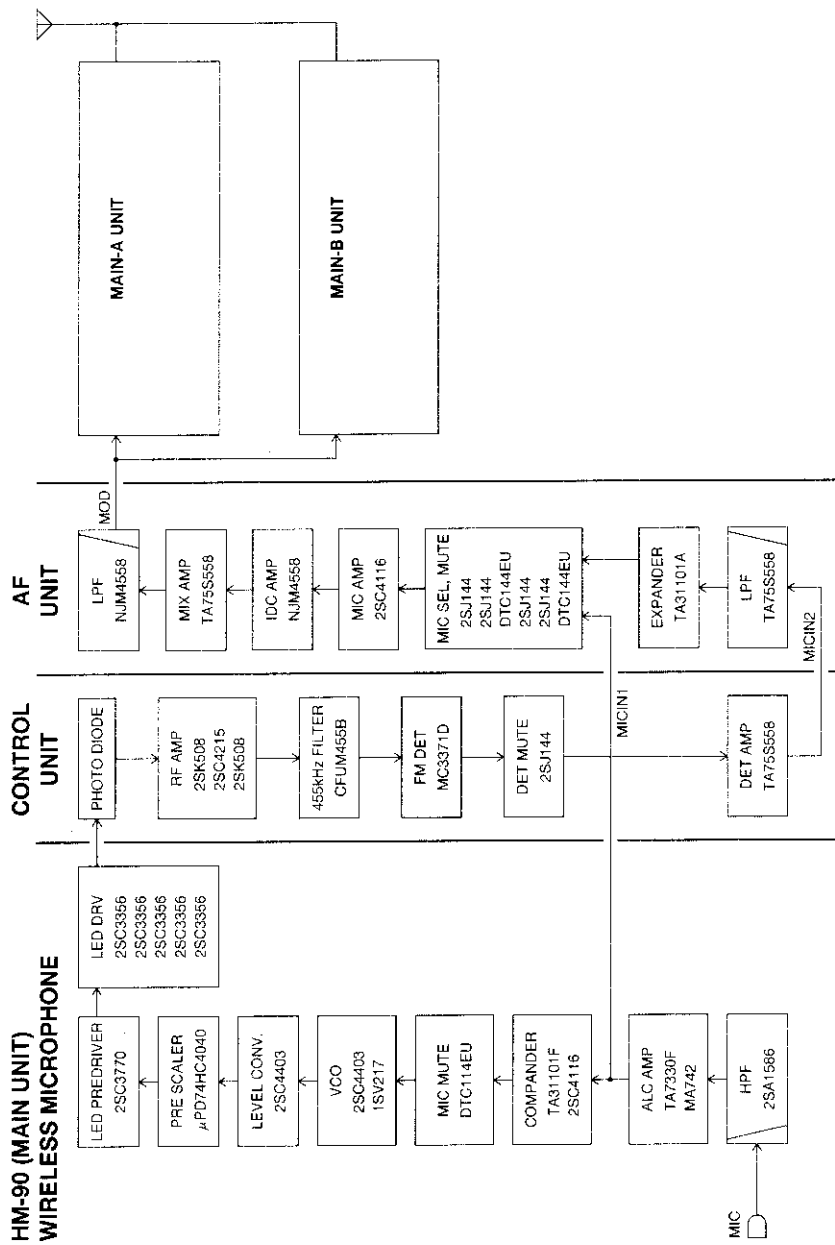 HM-90 (MAIN UNIT)
WIRELESS MICROPHONE
CONTROL
UNIT
AF
UNIT
MIC
HPF
2SA1586
ALC AMP
TA7330F
MA742
COMPANDER
TA31101F
2SC4116
MIC MUTE
DTC114EU
VCO
2SC4403
1SV217
LEVEL CONV.
2SC4403
PRE SCALER
μPD74HC4040
LED PREDRIVER
2SC3770
LED DRV
2SC3356
2SC3356
2SC3356
2SC3356
2SC3356
PHOTO DIODE
RF AMP
2SK508
2SC4215
2SK508
455kHz FILTER
CFUM455B
FM DET
MC3371D
DET MUTE
2SJ144
DET AMP
TA75S558
MICIN1
MICIN2
LPF
TA75S558
EXPANDER
TA31101A
MIC SEL, MUTE
2SJ144
2SJ144
DTC144EU
2SJ144
2SJ144
DTC144EU
MIC AMP
2SC4116
IDC AMP
NJM4558
MIX AMP
TA75S558
LPF
NJM4558
MOD
MAIN-A UNIT
MAIN-B UNIT